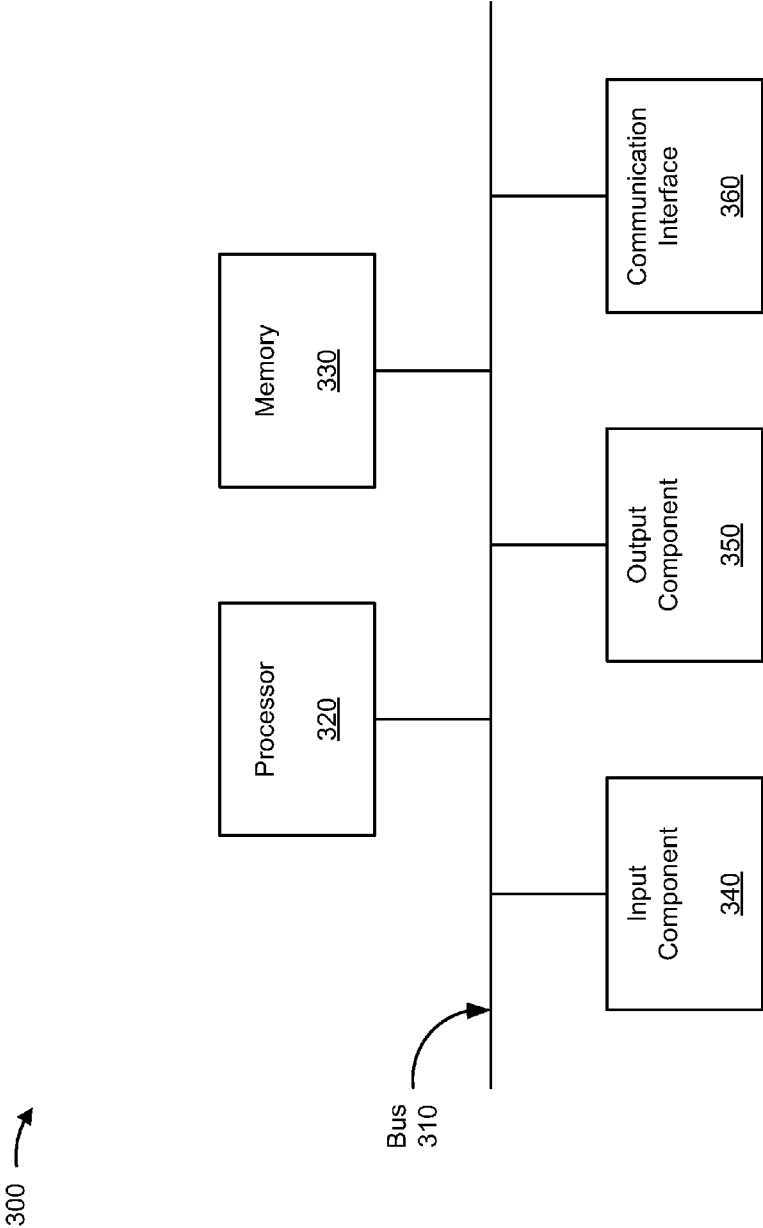 300
Bus
310
Processor
320
Memory
330
Input
Component
340
Output
Component
350
Communication
Interface
360